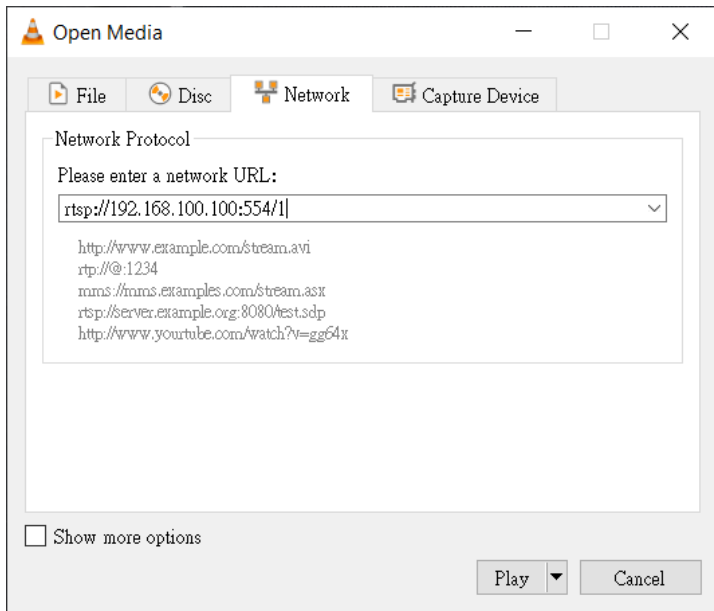 Open Media
File Disc Network Capture Device
Network Protocol
Please enter a network URL:
rtsp://192.168.100.100:554/1
http://www.example.com/stream.avi
rtp://@:1234
mms://mms.examples.com/stream.asx
rtsp://server.example.org:8080/test.sdp
http://www.yourtube.com/watch?v=gg64x
Show more options
Play Cancel